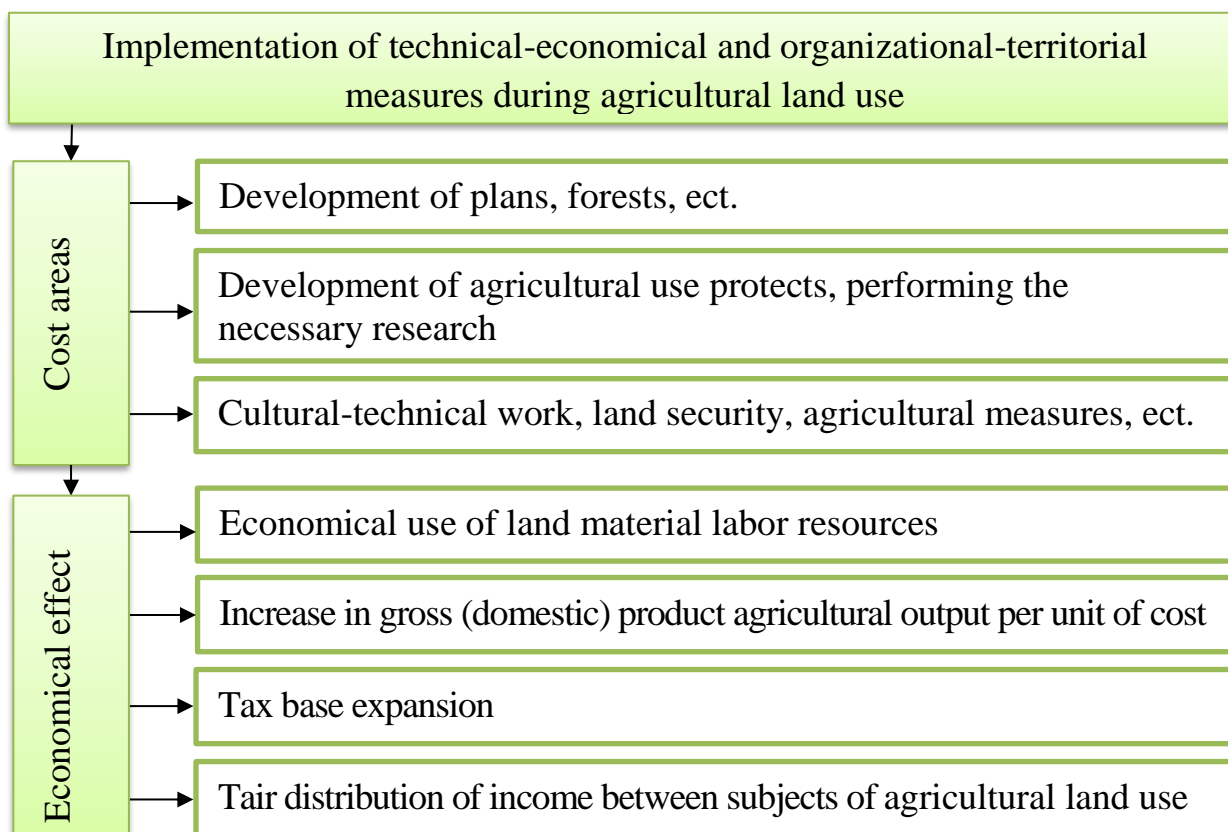 Implementation of technical-economical and organizational-territorial
measures during agricultural land use
Cost areas
Development of plans, forests, ect.
Development of agricultural use protects, performing the
necessary research
Cultural-technical work, land security, agricultural measures, ect.
Economical effect
Economical use of land material labor resources
Increase in gross (domestic) product agricultural output per unit of cost
Tax base expansion
Tair distribution of income between subjects of agricultural land use